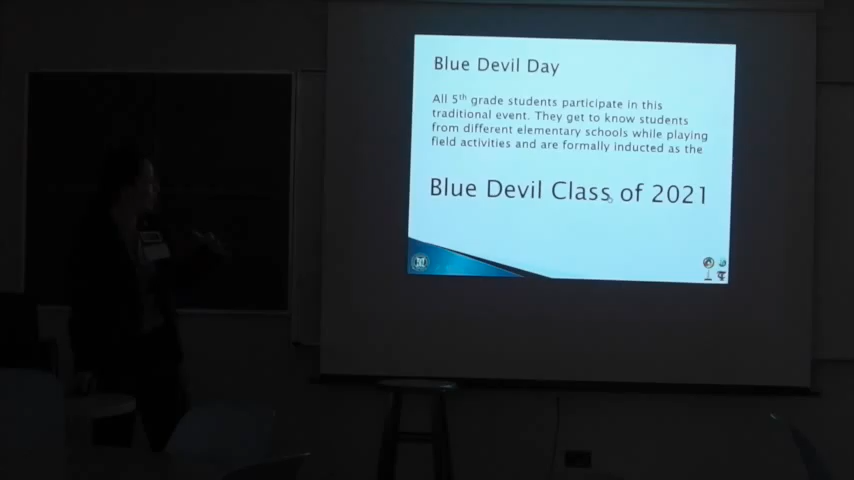 Blue Devil Day
All 5th grade students participate in this
traditional event. They get to know students
from different elementary schools while playing
field activities and are formally inducted as the
Blue Devil Class of 2021